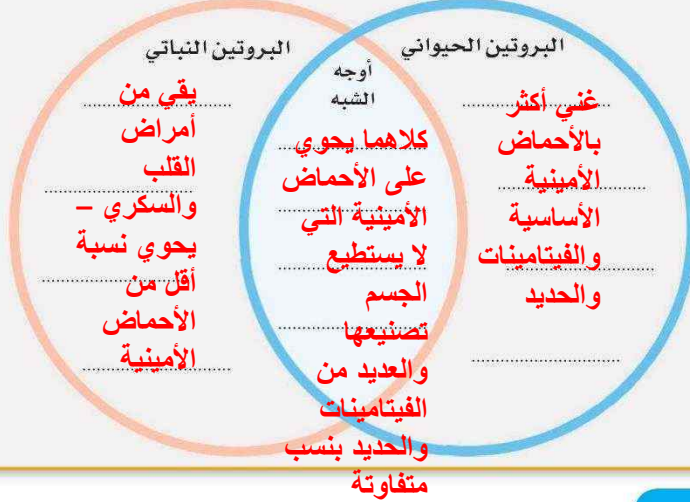 البروتين الحيواني
غني أكثر
بالأحماض
الأمينية
الأساسية
والفيتامينات
والحديد
أوجه
الشبه
كلاهما يحوي
على الأحماض
الأمينية التي
لا يستطيع
الجسم
تصنيعها
والعديد من
الفيتامينات
والحديد بنسب
متفاوتة
البروتين النباتي
يقي من
أمراض
القلب
والسكري –
يحوي نسبة
أقل من
الأحماض
الأمينية